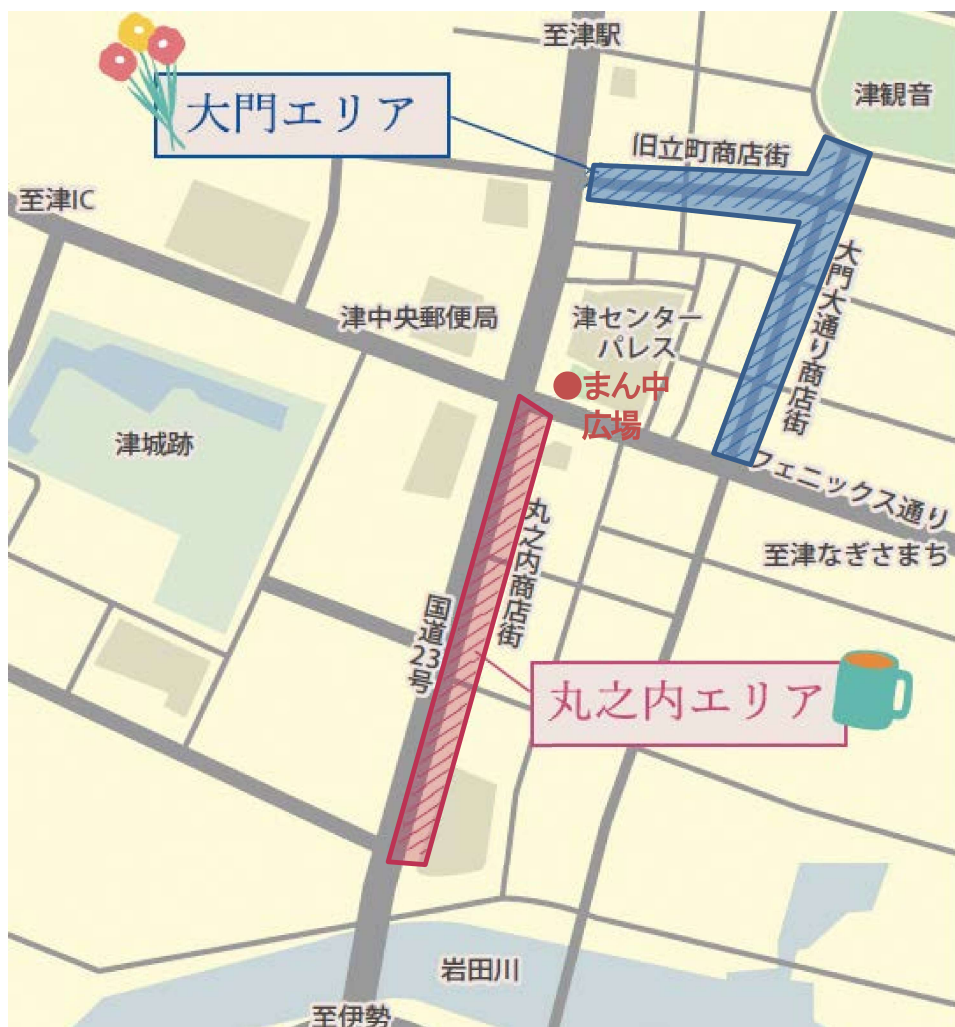 至津駅
津観音
大門エリア
旧立町商店街
至津IC
大門大通り商店街
津中央郵便局
津センター
パレス
●まん中
広場
津城跡
フェニックス通り
至津なぎさまち
丸之内商店街
国道23号
丸之内エリア
岩田川
至伊勢